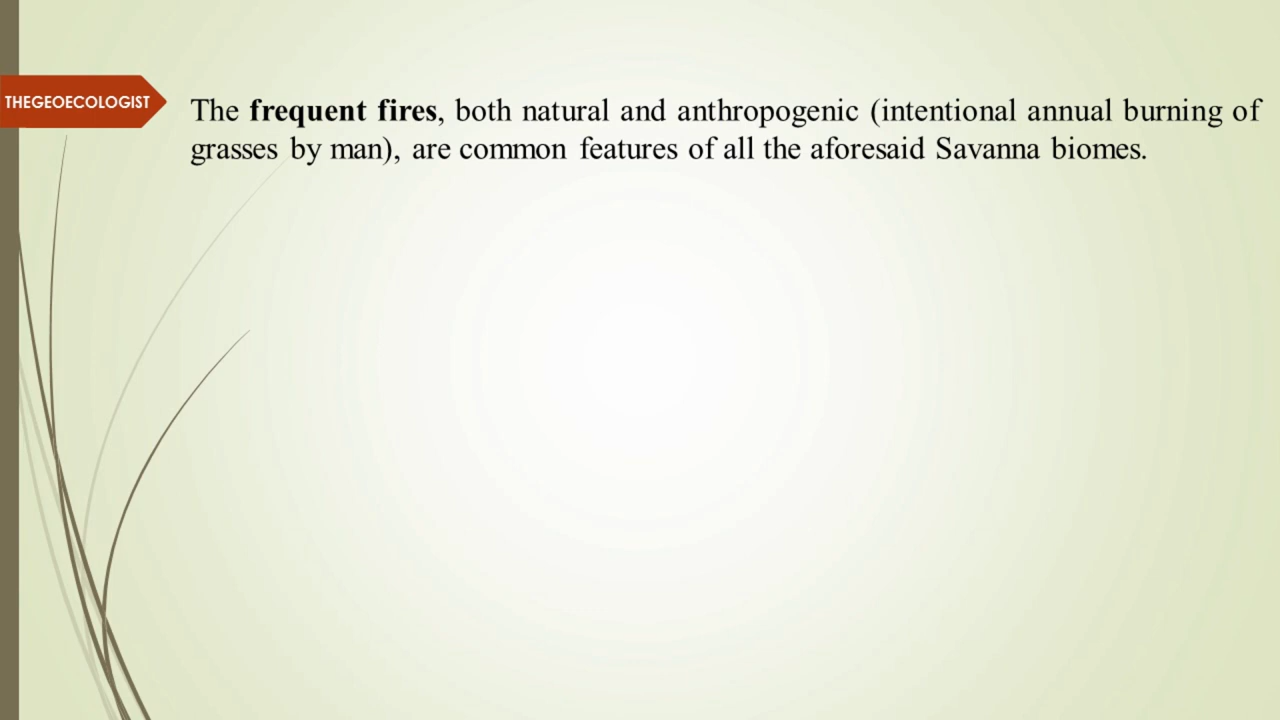 THEGEOECOLOGIST
The frequent fires, both natural and anthropogenic (intentional annual burning of
grasses by man), are common features of all the aforesaid Savanna biomes.